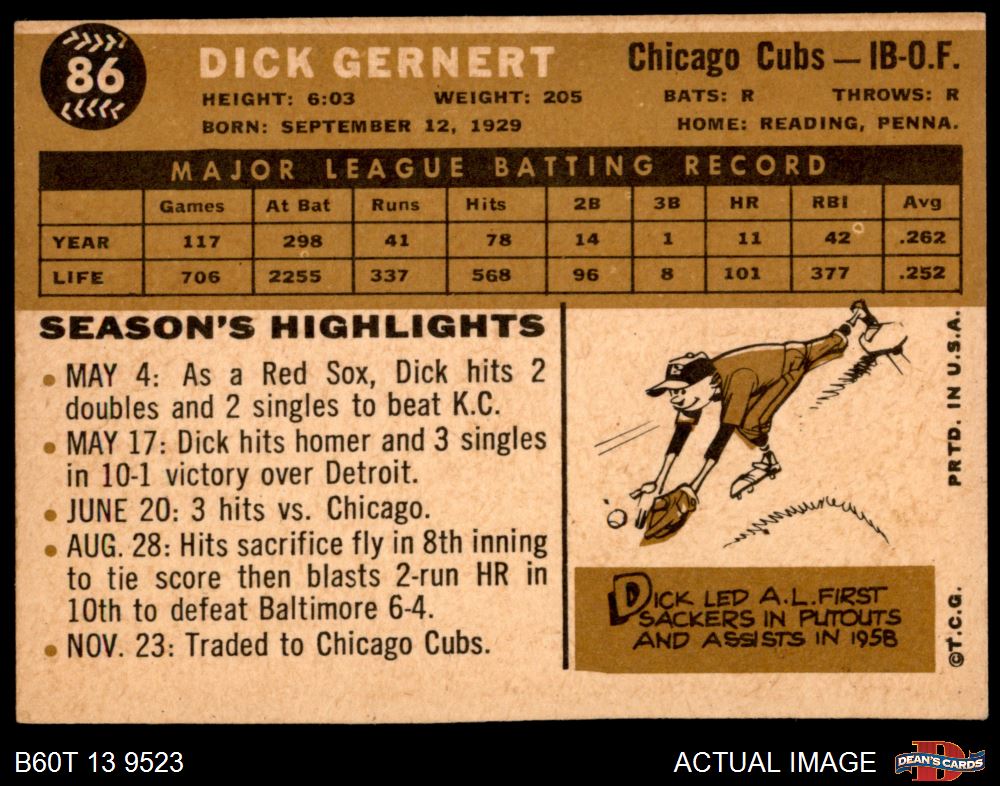 86
DICK GERNERT
Chicago Cubs — 1B-O.F.
HEIGHT: 6:03 WEIGHT: 205 BATS: R THROWS: R
BORN: SEPTEMBER 12, 1929 HOME: READING, PENNA.
MAJOR LEAGUE BATTING RECORD
Games At Bat Runs Hits 2B 3B HR RBI Avg
YEAR 117 298 41 78 14 1 11 42 .262
LIFE 706 2255 337 568 96 8 101 377 .252
SEASON'S HIGHLIGHTS
• MAY 4: As a Red Sox, Dick hits 2
doubles and 2 singles to beat K.C.
• MAY 17: Dick hits homer and 3 singles
in 10-1 victory over Detroit.
• JUNE 20: 3 hits vs. Chicago.
• AUG. 28: Hits sacrifice fly in 8th inning
to tie score then blasts 2-run HR in
10th to defeat Baltimore 6-4.
• NOV. 23: Traded to Chicago Cubs.
DICK LED A.L. FIRST
SACKERS IN PUTOUTS
AND ASSISTS IN 1958
©T.C.G. PRTD. IN U.S.A.
B60T 13 9523
ACTUAL IMAGE
DEAN'S CARDS